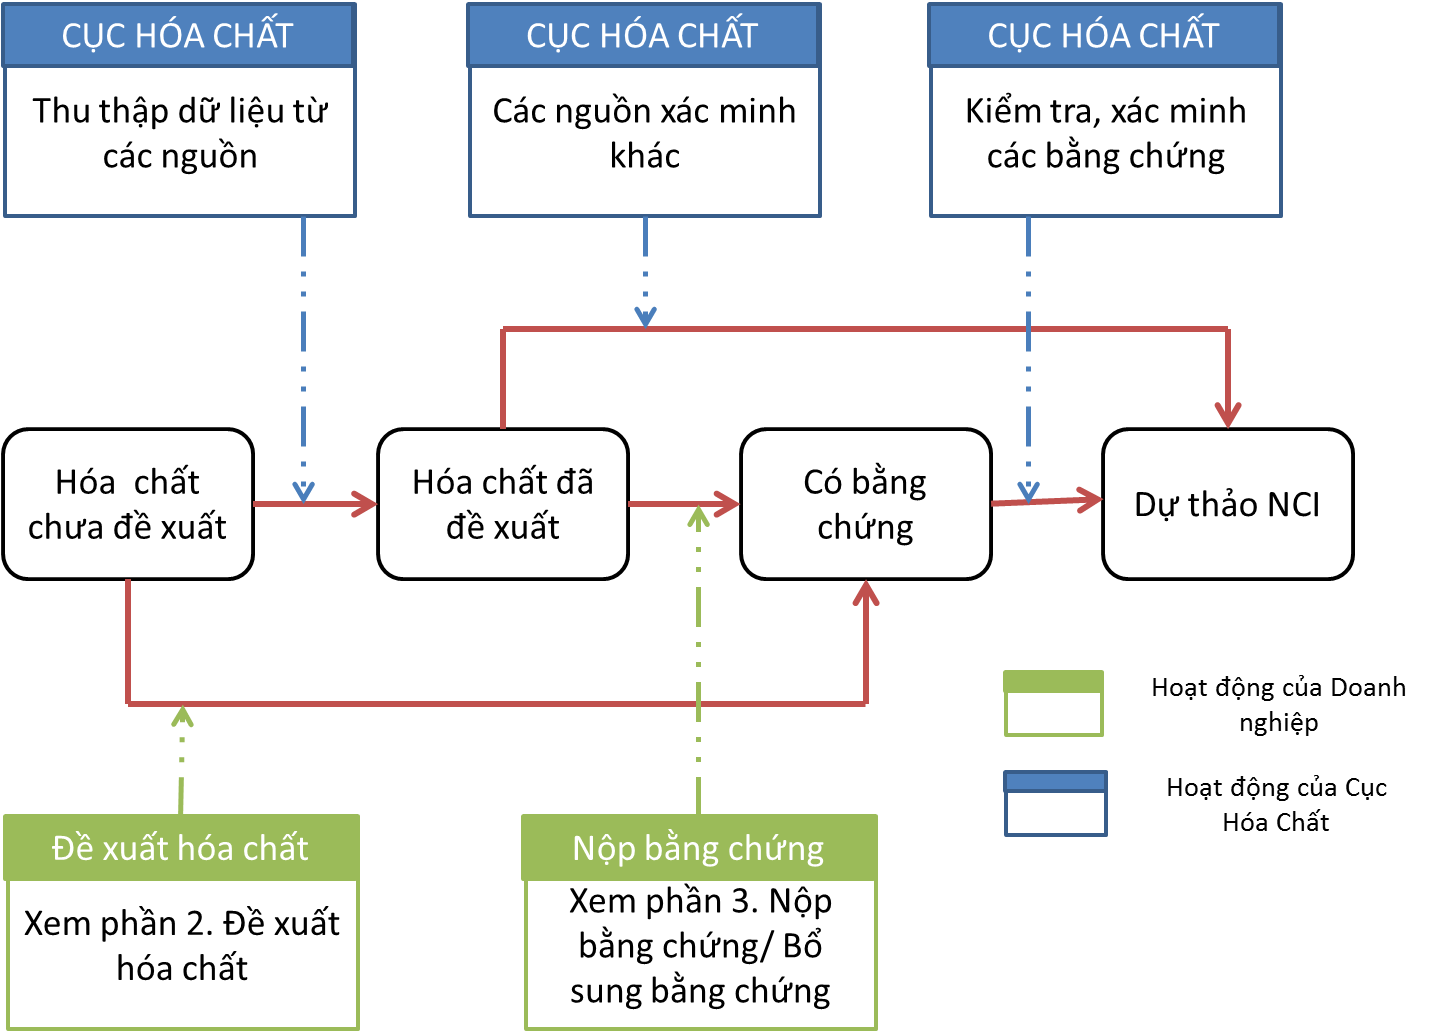 CỤC HÓA CHẤT
Thu thập dữ liệu từ
các nguồn
CỤC HÓA CHẤT
Các nguồn xác minh
khác
CỤC HÓA CHẤT
Kiểm tra, xác minh
các bằng chứng
Hóa chất
chưa đề xuất
Hóa chất đã
đề xuất
Có bằng
chứng
Dự thảo NCI
Hoạt động của Doanh
nghiệp
Hoạt động của Cục
Hóa Chất
Đề xuất hóa chất
Xem phần 2. Đề xuất
hóa chất
Nộp bằng chứng
Xem phần 3. Nộp
bằng chứng/ Bổ
sung bằng chứng